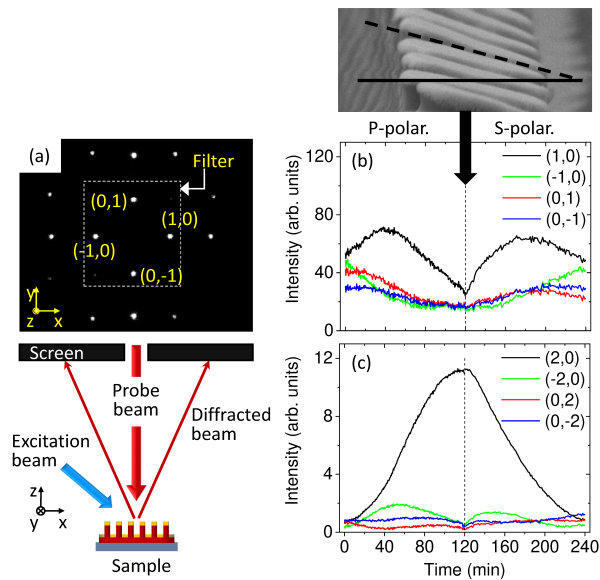 P-polar.
S-polar.
(a)
Filter
(0,1)
(1,0)
(-1,0)
(0,-1)
y
z
x
Screen
Probe
beam
Diffracted
beam
Excitation
beam
z
y
x
Sample
(b)
(1,0)
(-1,0)
(0,1)
(0,-1)
120
80
40
0
Intensity (arb. units)
(c)
(2,0)
(-2,0)
(0,2)
(0,-2)
12
8
4
0
Intensity (arb. units)
0 40 80 120 160 200 240
Time (min)